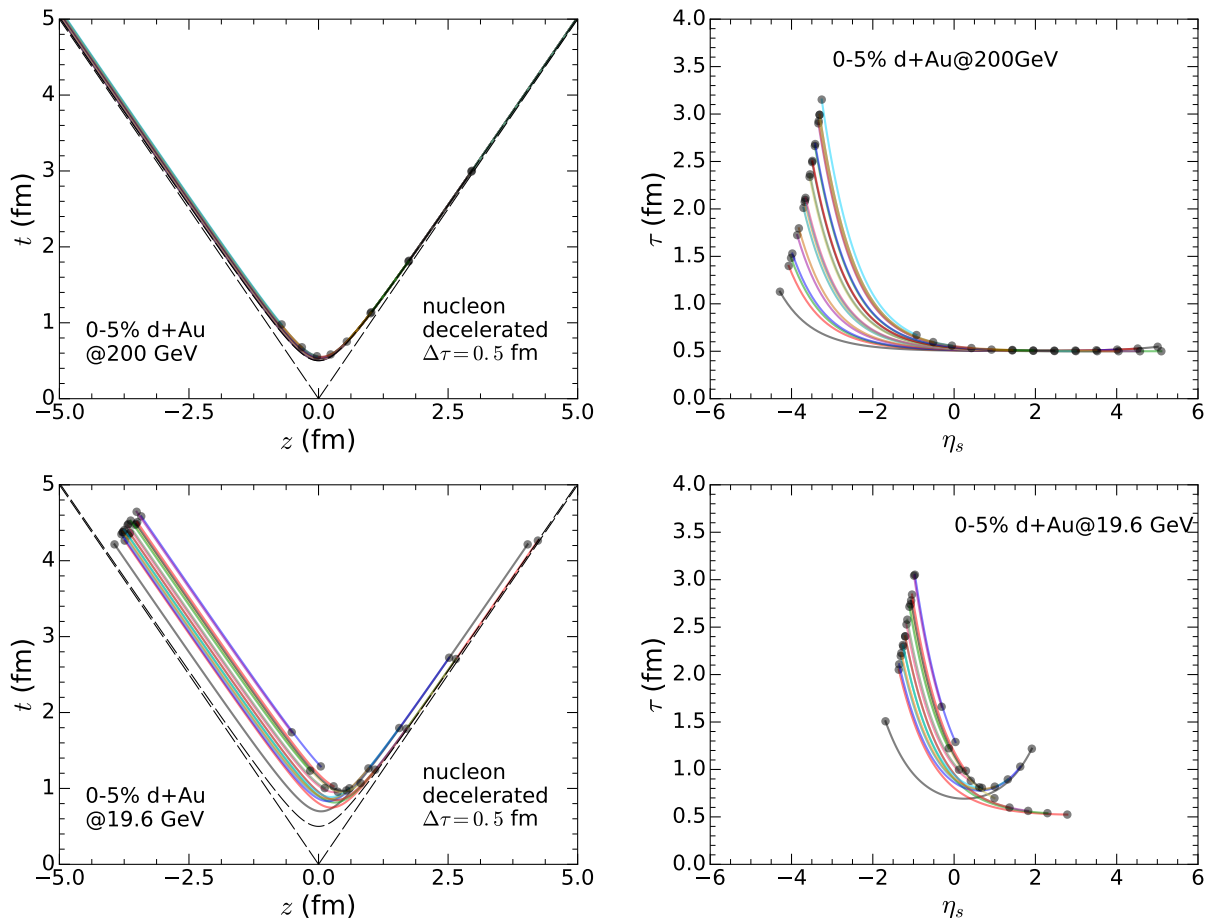 5
4
3
2
1
0
t (fm)
−5.0
−2.5
0.0
2.5
5.0
z (fm)
0-5% d+Au
@200 GeV
nucleon
decelerated
Δτ = 0.5 fm
4.0
3.5
3.0
2.5
2.0
1.5
1.0
0.5
0.0
τ (fm)
−6
−4
−2
0
2
4
6
η_s
0-5% d+Au@200GeV
5
4
3
2
1
0
t (fm)
−5.0
−2.5
0.0
2.5
5.0
z (fm)
0-5% d+Au
@19.6 GeV
nucleon
decelerated
Δτ = 0.5 fm
4.0
3.5
3.0
2.5
2.0
1.5
1.0
0.5
0.0
τ (fm)
−6
−4
−2
0
2
4
6
η_s
0-5% d+Au@19.6 GeV